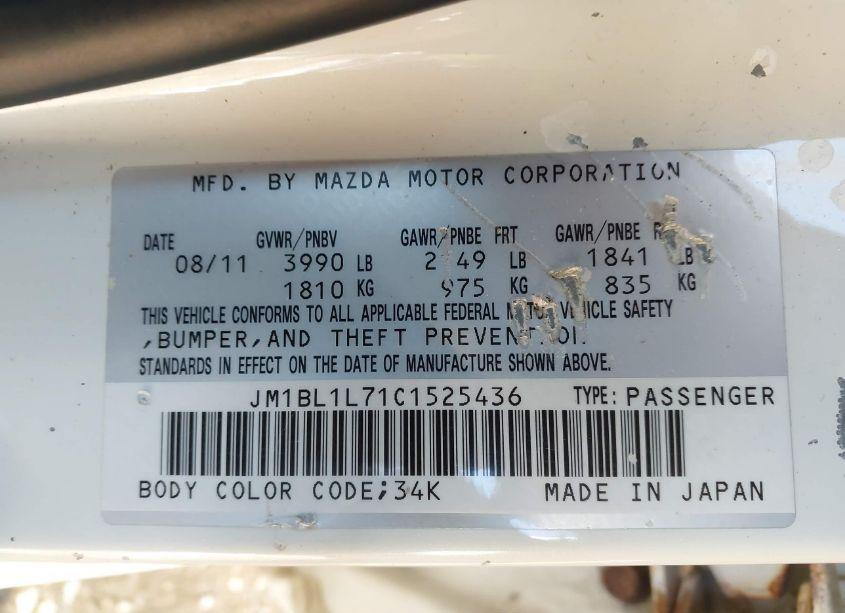 MFD. BY MAZDA MOTOR CORPORATION
DATE GVWR/PNBV GAWR/PNBE FRT GAWR/PNBE
08/11 3990 LB LB 1841 LB
1810 KG 975 KG 835 KG
THIS VEHICLE CONFORMS TO ALL APPLICABLE FEDERAL MOTOR VEHICLE SAFETY
,BUMPER,AND THEFT PREVENTION
STANDARDS IN EFFECT ON THE DATE OF MANUFACTURE SHOWN ABOVE.
JM1BL1L71C1525436 TYPE: PASSENGER
BODY COLOR CODE;34K MADE IN JAPAN